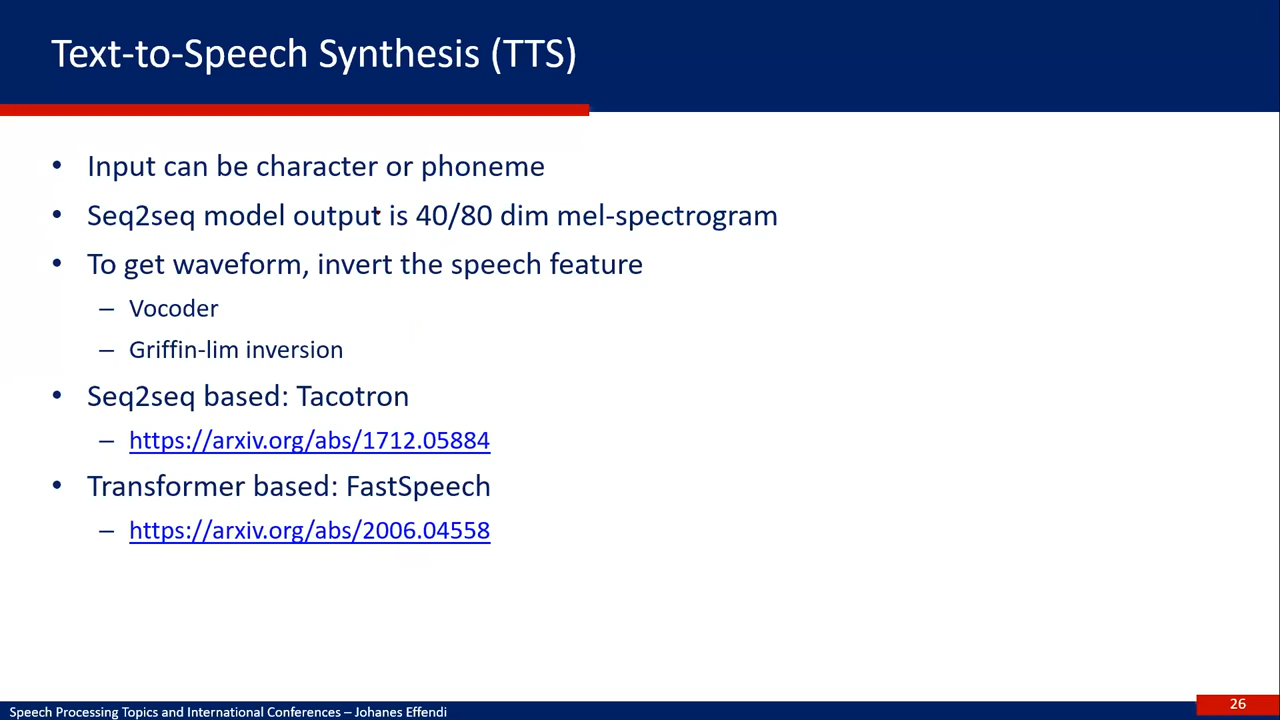 Text-to-Speech Synthesis (TTS)
• Input can be character or phoneme
• Seq2seq model output is 40/80 dim mel-spectrogram
• To get waveform, invert the speech feature
– Vocoder
– Griffin-lim inversion
• Seq2seq based: Tacotron
– https://arxiv.org/abs/1712.05884
• Transformer based: FastSpeech
– https://arxiv.org/abs/2006.04558
Speech Processing Topics and International Conferences – Johanes Effendi
26